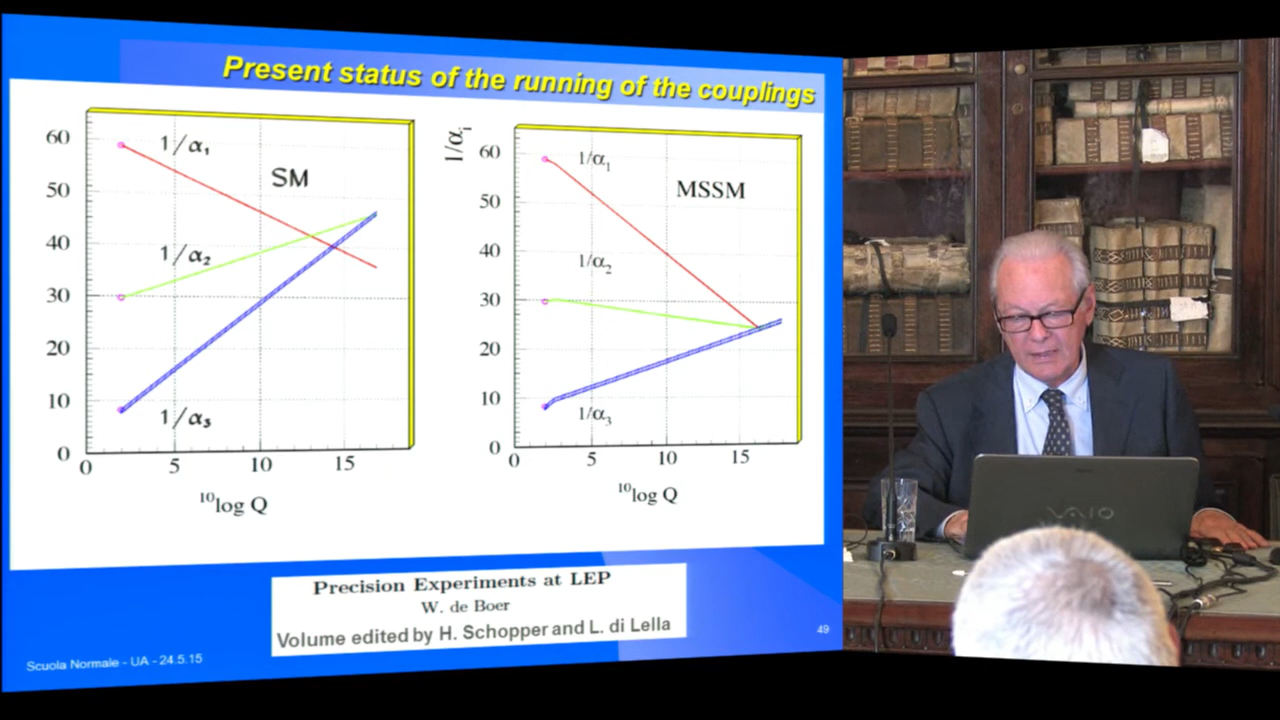 Present status of the running of the couplings
60
50
40
30
20
10
0
0 5 10 15
1/α₁
SM
1/α₂
1/α₃
¹⁰log Q
1/αᵢ
60
50
40
30
20
10
0
0 5 10 15
1/α₁
MSSM
1/α₂
1/α₃
¹⁰log Q
Precision Experiments at LEP
W. de Boer
Volume edited by H. Schopper and L. di Lella
Scuola Normale - UA - 24.5.15
49
VAIO